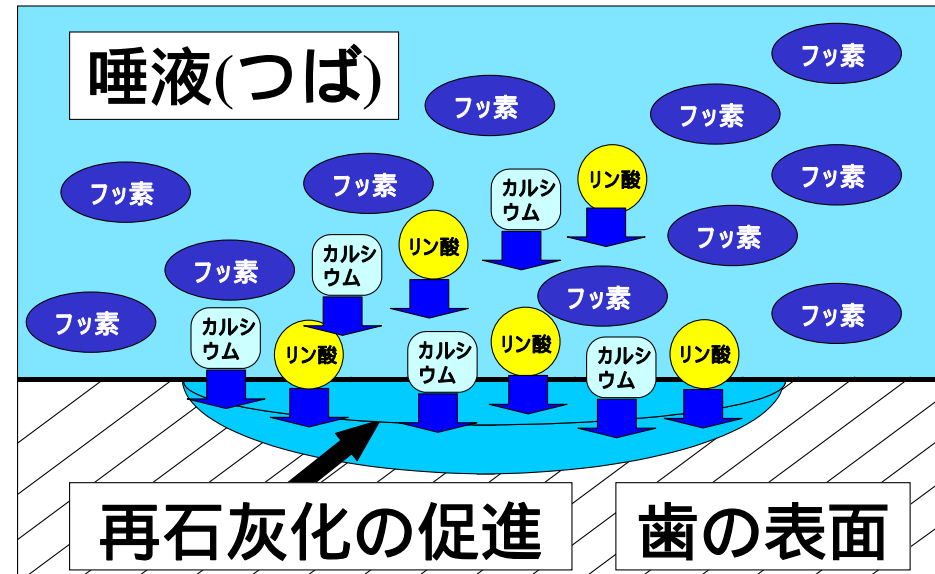 唾液(つば)
フッ素
フッ素
フッ素
フッ素
フッ素
フッ素
フッ素
フッ素
フッ素
フッ素
フッ素
カルシ
ウム
リン酸
カルシ
ウム
リン酸
カルシ
ウム
リン酸
カルシ
ウム
リン酸
カルシ
ウム
リン酸
再石灰化の促進
歯の表面